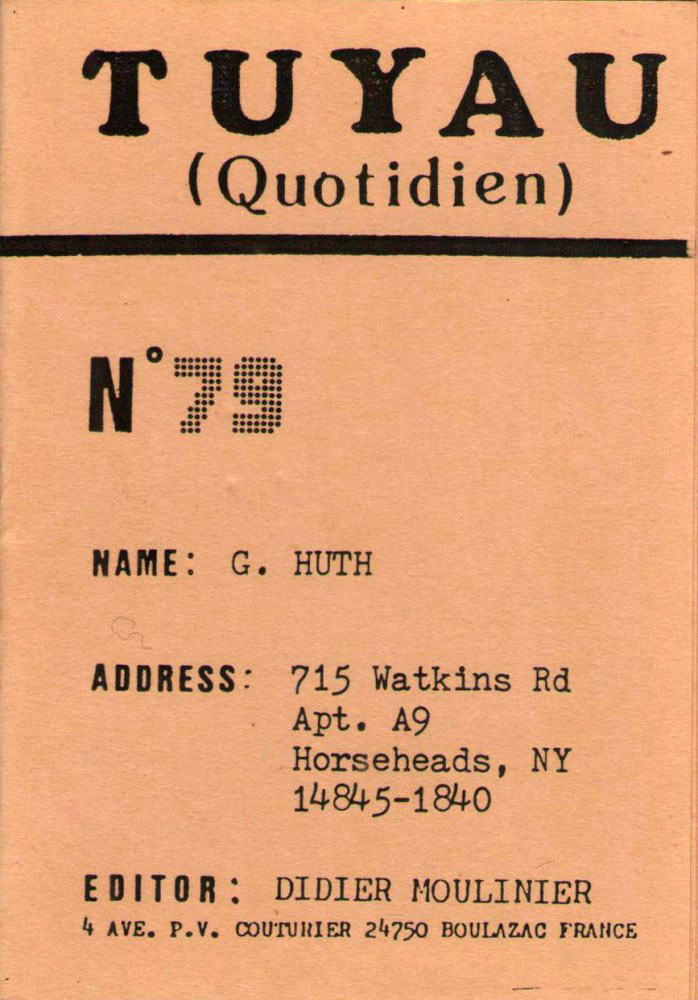 TUYAU
(Quotidien)
N° 79
NAME: G. HUTH
ADDRESS: 715 Watkins Rd
Apt. A9
Horseheads, NY
14845-1840
EDITOR: DIDIER MOULINIER
4 AVE. P.V. COUTURIER 24750 BOULAZAC FRANCE